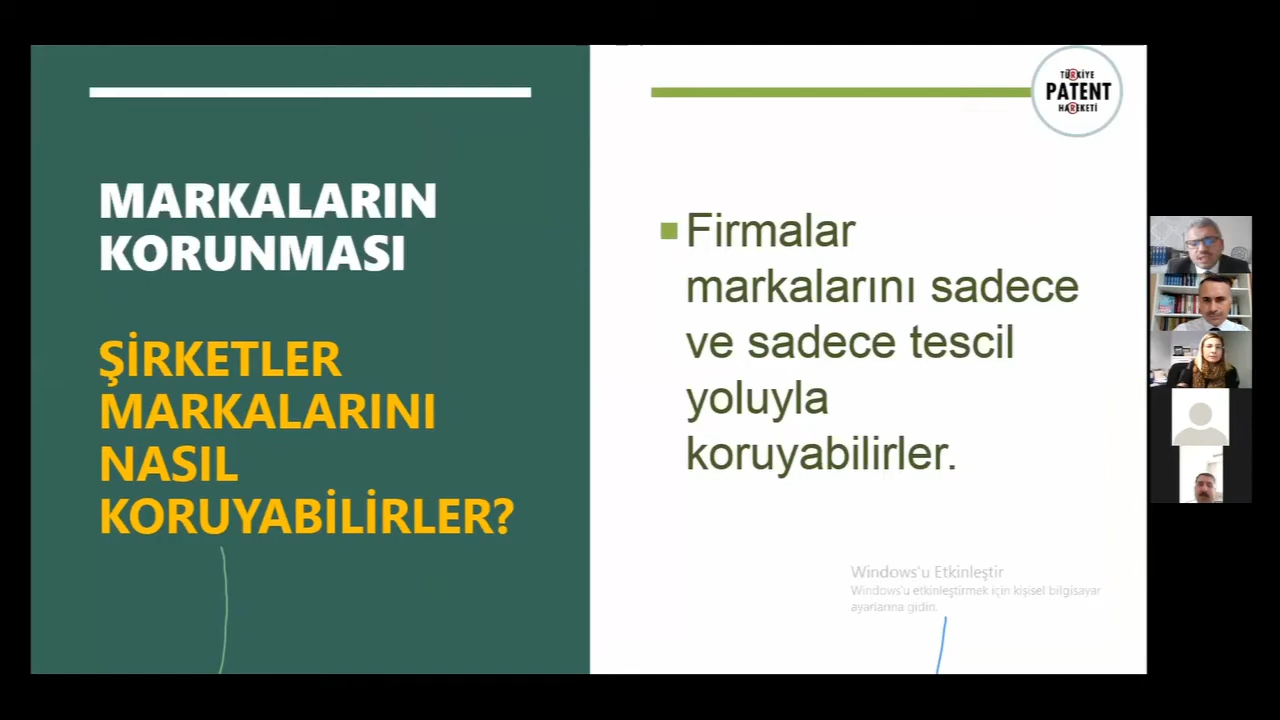 MARKALARIN
KORUNMASI
ŞİRKETLER
MARKALARINI
NASIL
KORUYABİLİRLER?
TÜRKİYE
PATENT
HAREKETİ
Firmalar
markalarını sadece
ve sadece tescil
yoluyla
koruyabilirler.
Windows'u Etkinleştir
Windows'u etkinleştirmek için kişisel bilgisayar
ayarlarına gidin.